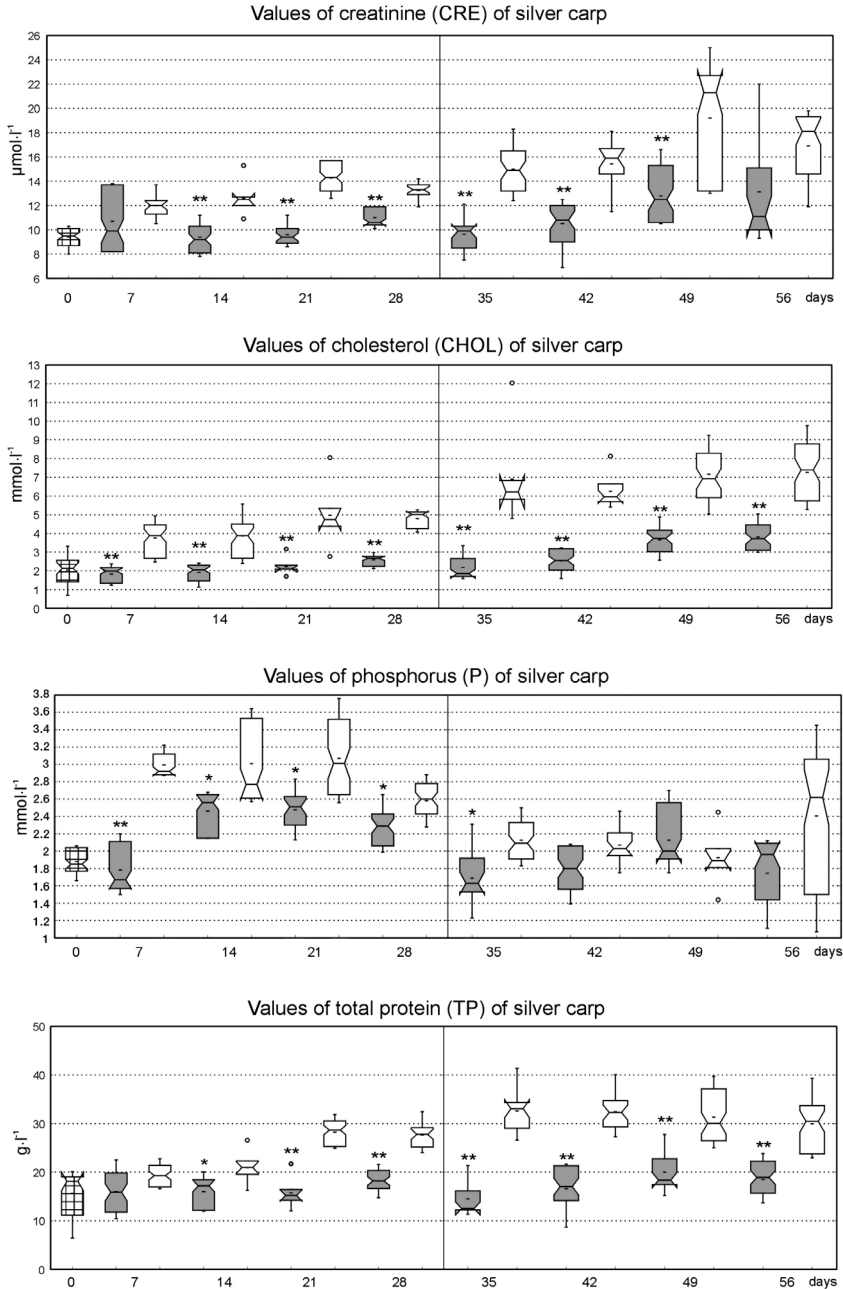 Values of creatinine (CRE) of silver carp
26
24
22
20
18
16
14
12
10
8
6
µmol·l⁻¹
** ** ** ** ** **
0 7 14 21 28 35 42 49 56 days
Values of cholesterol (CHOL) of silver carp
13
12
11
10
9
8
7
6
5
4
3
2
1
0
mmol·l⁻¹
** ** ** ** ** ** ** **
0 7 14 21 28 35 42 49 56 days
Values of phosphorus (P) of silver carp
3.8
3.6
3.4
3.2
3
2.8
2.6
2.4
2.2
2
1.8
1.6
1.4
1.2
1
mmol·l⁻¹
** * * * *
0 7 14 21 28 35 42 49 56 days
Values of total protein (TP) of silver carp
50
40
30
20
10
0
g·l⁻¹
* ** ** ** ** ** **
0 7 14 21 28 35 42 49 56 days